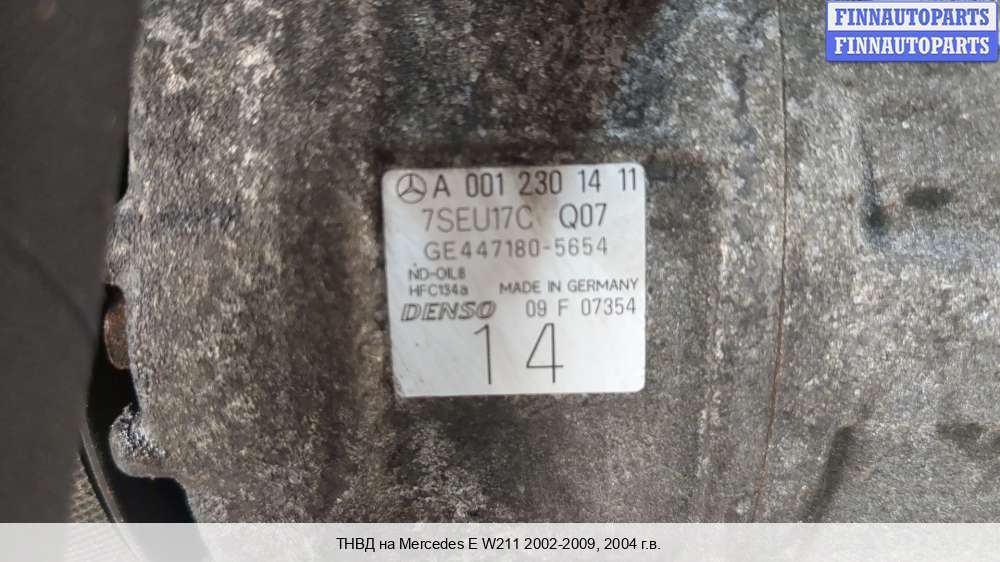 FINNAUTOPARTS
FINNAUTOPARTS
A 001 230 14 11
7SEU17C Q07
GE447180-5654
ND-OIL8
HFC134a MADE IN GERMANY
DENSO 09 F 07354
14
ТНВД на Mercedes E W211 2002-2009, 2004 г.в.